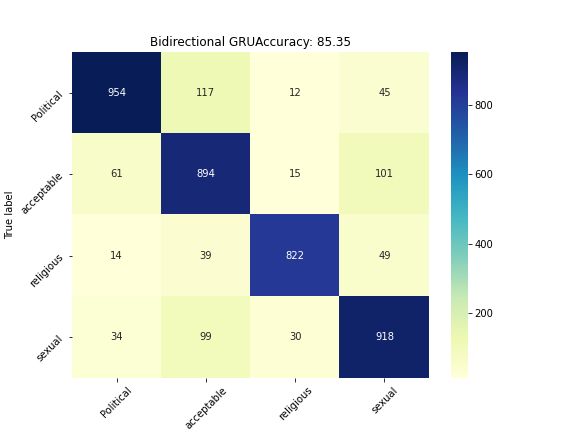 Bidirectional GRUAccuracy: 85.35
True label
Political 954 117 12 45
acceptable 61 894 15 101
religious 14 39 822 49
sexual 34 99 30 918
Political acceptable religious sexual
800
600
400
200